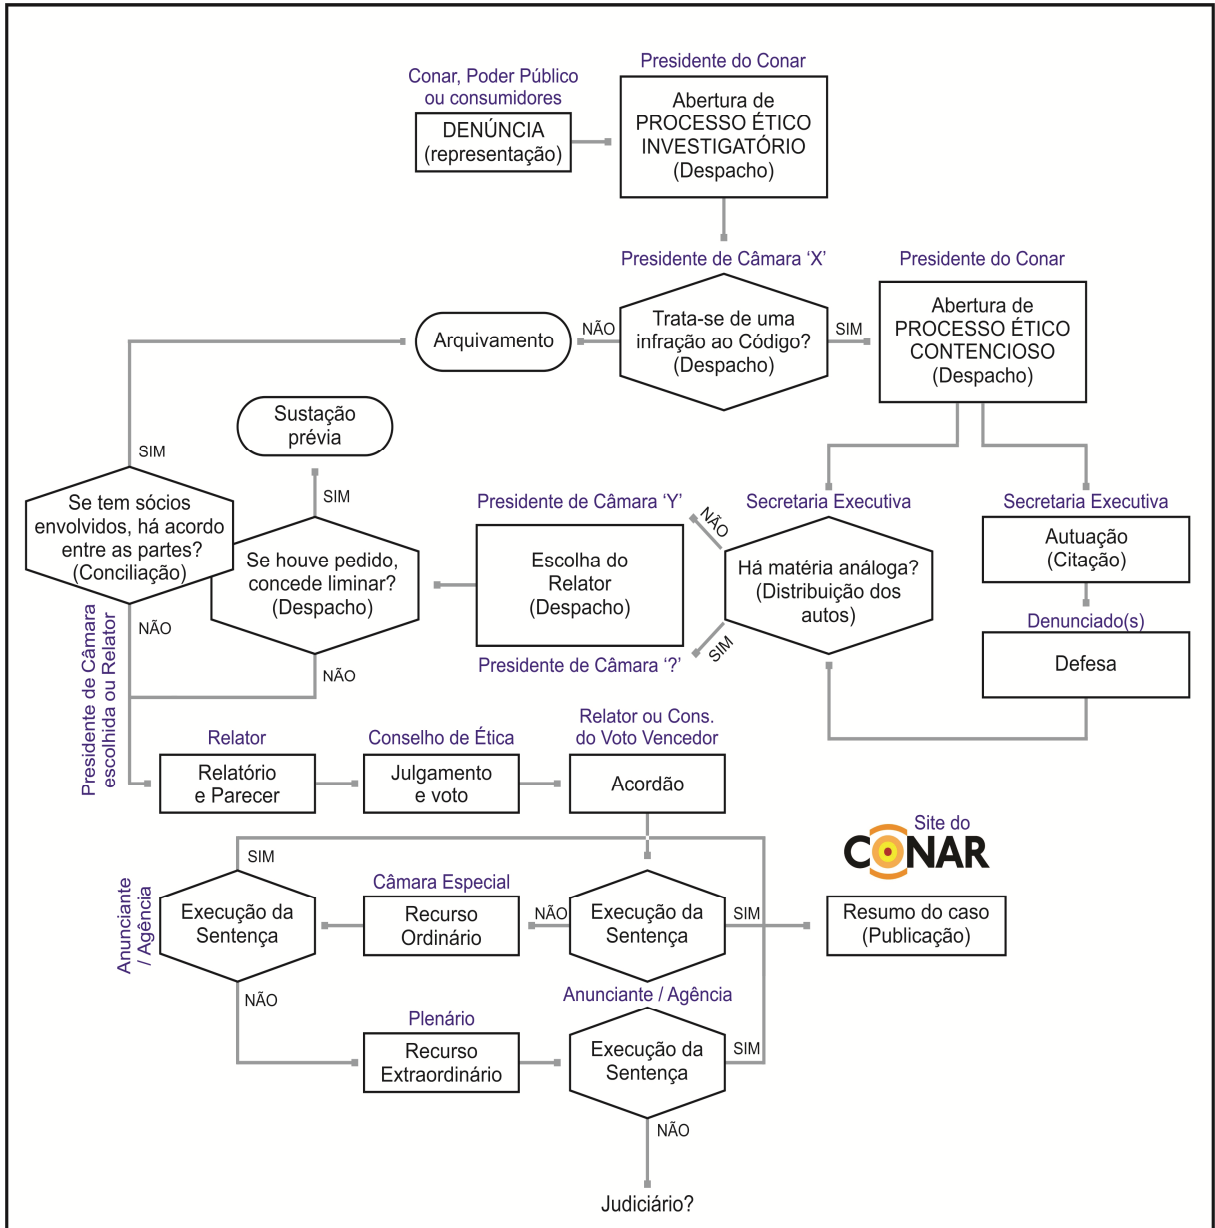 Presidente do Conar
Conar, Poder Público
ou consumidores
DENÚNCIA
(representação)
Abertura de
PROCESSO ÉTICO
INVESTIGATÓRIO
(Despacho)
Presidente de Câmara ‘X’
Presidente do Conar
Trata-se de uma
infração ao Código?
(Despacho)
NÃO
SIM
Arquivamento
Abertura de
PROCESSO ÉTICO
CONTENCIOSO
(Despacho)
Sustação
prévia
SIM
SIM
Se tem sócios
envolvidos, há acordo
entre as partes?
(Conciliação)
Se houve pedido,
concede liminar?
(Despacho)
Presidente de Câmara ‘Y’
Escolha do
Relator
(Despacho)
Presidente de Câmara ‘?’
NÃO
SIM
Secretaria Executiva
Há matéria análoga?
(Distribuição dos
autos)
Secretaria Executiva
Autuação
(Citação)
Denunciado(s)
Defesa
NÃO
NÃO
Presidente de Câmara
escolhida ou Relator
Relator
Relatório
e Parecer
Conselho de Ética
Julgamento
e voto
Relator ou Cons.
do Voto Vencedor
Acordão
Site do
CONAR
SIM
Anunciante
/ Agência
Execução da
Sentença
Câmara Especial
Recurso
Ordinário
NÃO
Execução da
Sentença
SIM
Resumo do caso
(Publicação)
Anunciante / Agência
NÃO
Plenário
Recurso
Extraordinário
Execução da
Sentença
SIM
NÃO
Judiciário?